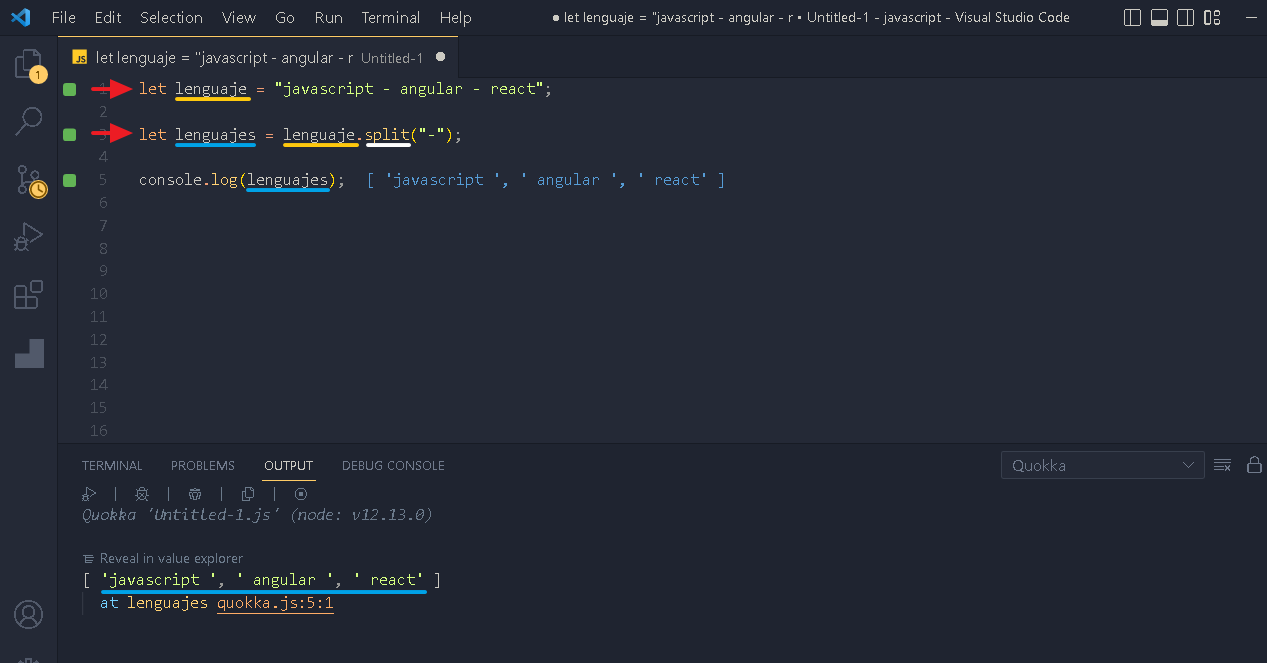 File Edit Selection View Go Run Terminal Help ● let lenguaje = "javascript - angular - r • Untitled-1 - javascript - Visual Studio Code
JS let lenguaje = "javascript - angular - r Untitled-1 ●
1 let lenguaje = "javascript - angular - react";
2
3 let lenguajes = lenguaje.split("-");
4
5 console.log(lenguajes); [ 'javascript ', ' angular ', ' react' ]
6
7
8
9
10
11
12
13
14
15
16
1
TERMINAL PROBLEMS OUTPUT DEBUG CONSOLE Quokka
Quokka 'Untitled-1.js' (node: v12.13.0)
Reveal in value explorer
[ 'javascript ', ' angular ', ' react' ]
at lenguajes quokka.js:5:1